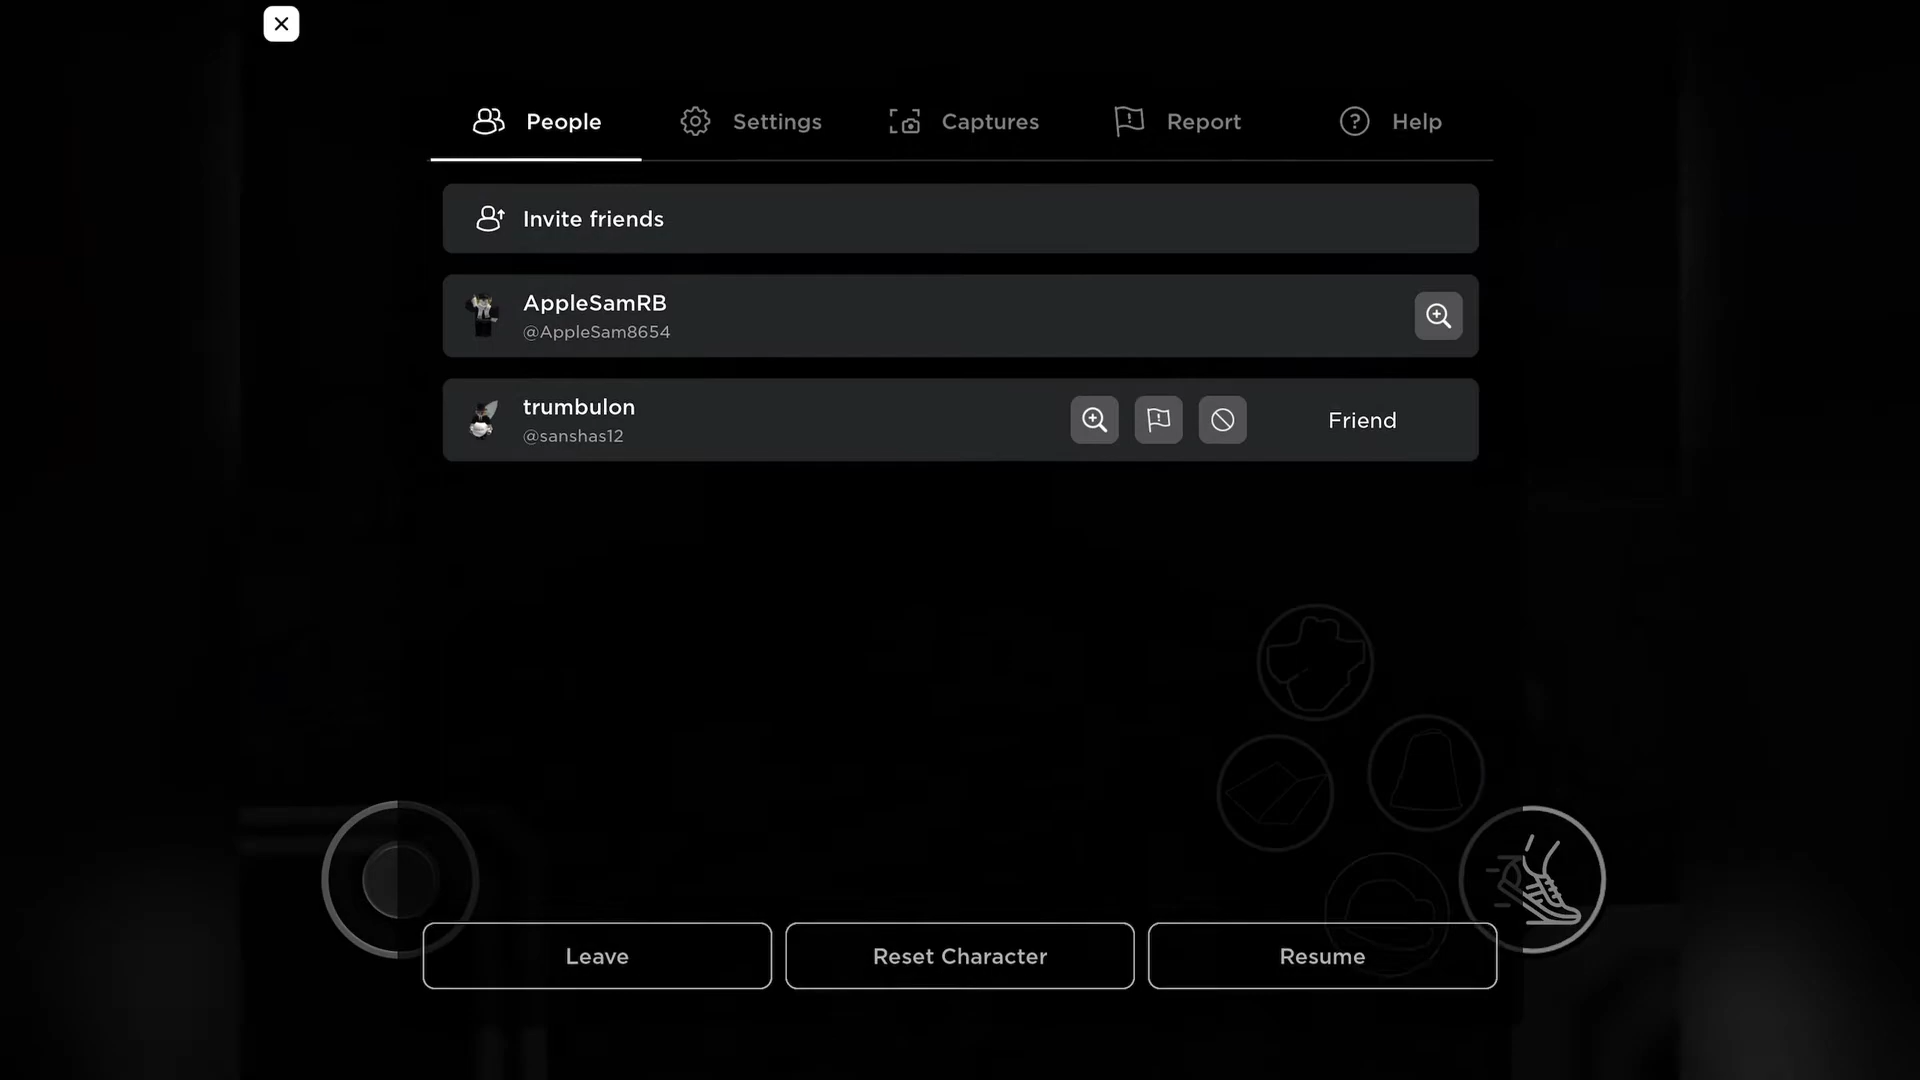 People
Settings
Captures
Report
Help
Invite friends
AppleSamRB
@AppleSam8654
trumbulon
@sanshas12
Friend
Leave
Reset Character
Resume